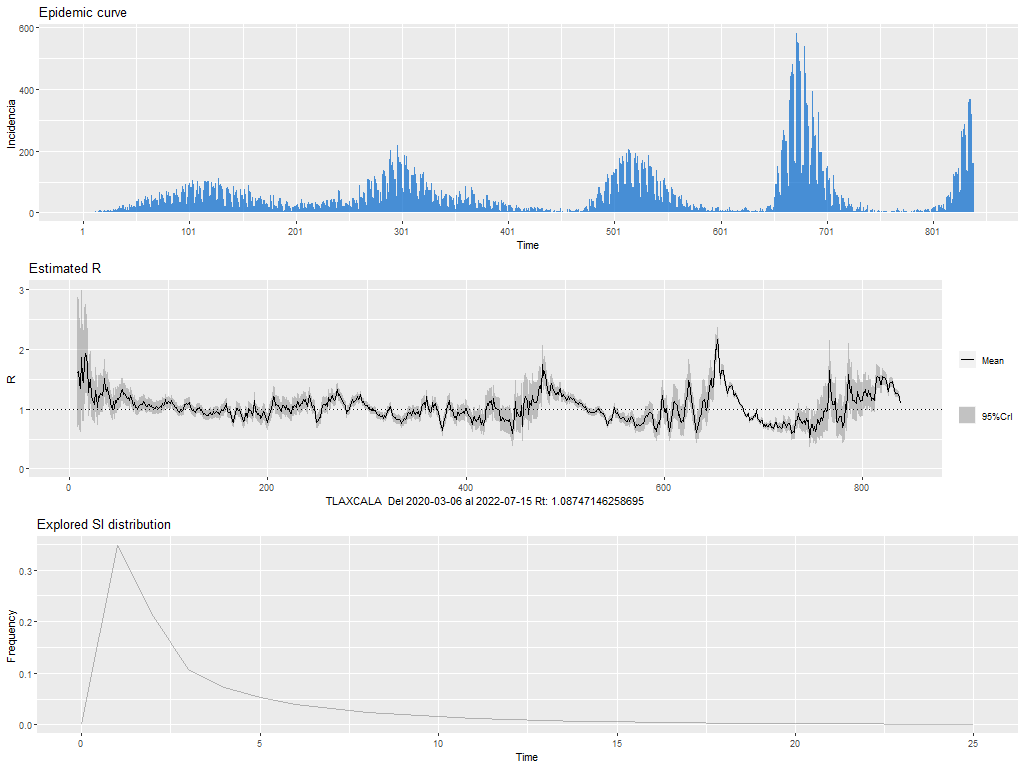 Epidemic curve
600
400
200
0
Incidencia
1
101
201
301
401
501
601
701
801
Time
Estimated R
3
2
1
0
R
Mean
95%CrI
0
200
400
600
800
TLAXCALA Del 2020-03-06 al 2022-07-15 Rt: 1.08747146258695
Explored SI distribution
0.3
0.2
0.1
0.0
Frequency
0
5
10
15
20
25
Time